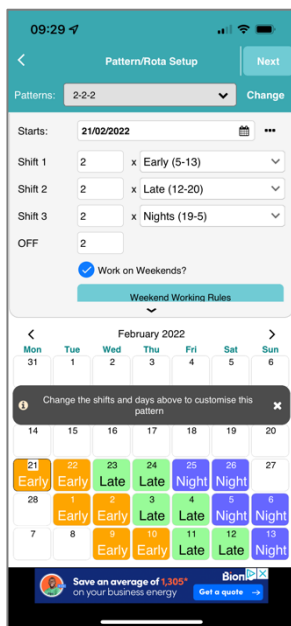 09:29
Pattern/Rota Setup
Next
Patterns: 2-2-2 Change
Starts: 21/02/2022
Shift 1 2 x Early (5-13)
Shift 2 2 x Late (12-20)
Shift 3 2 x Nights (19-5)
OFF 2
Work on Weekends?
Weekend Working Rules
February 2022
Mon Tue Wed Thu Fri Sat Sun
31 1 2 3 4 5 6
Change the shifts and days above to customise this
pattern
14 15 16 17 18 19 20
21 22 23 24 25 26 27
Early Early Late Late Night Night
28 1 2 3 4 5 6
Early Early Late Late Night Night
7 8 9 10 11 12 13
Early Early Late Late Night
Save an average of 1,305*
on your business energy
Bion
Get a quote →